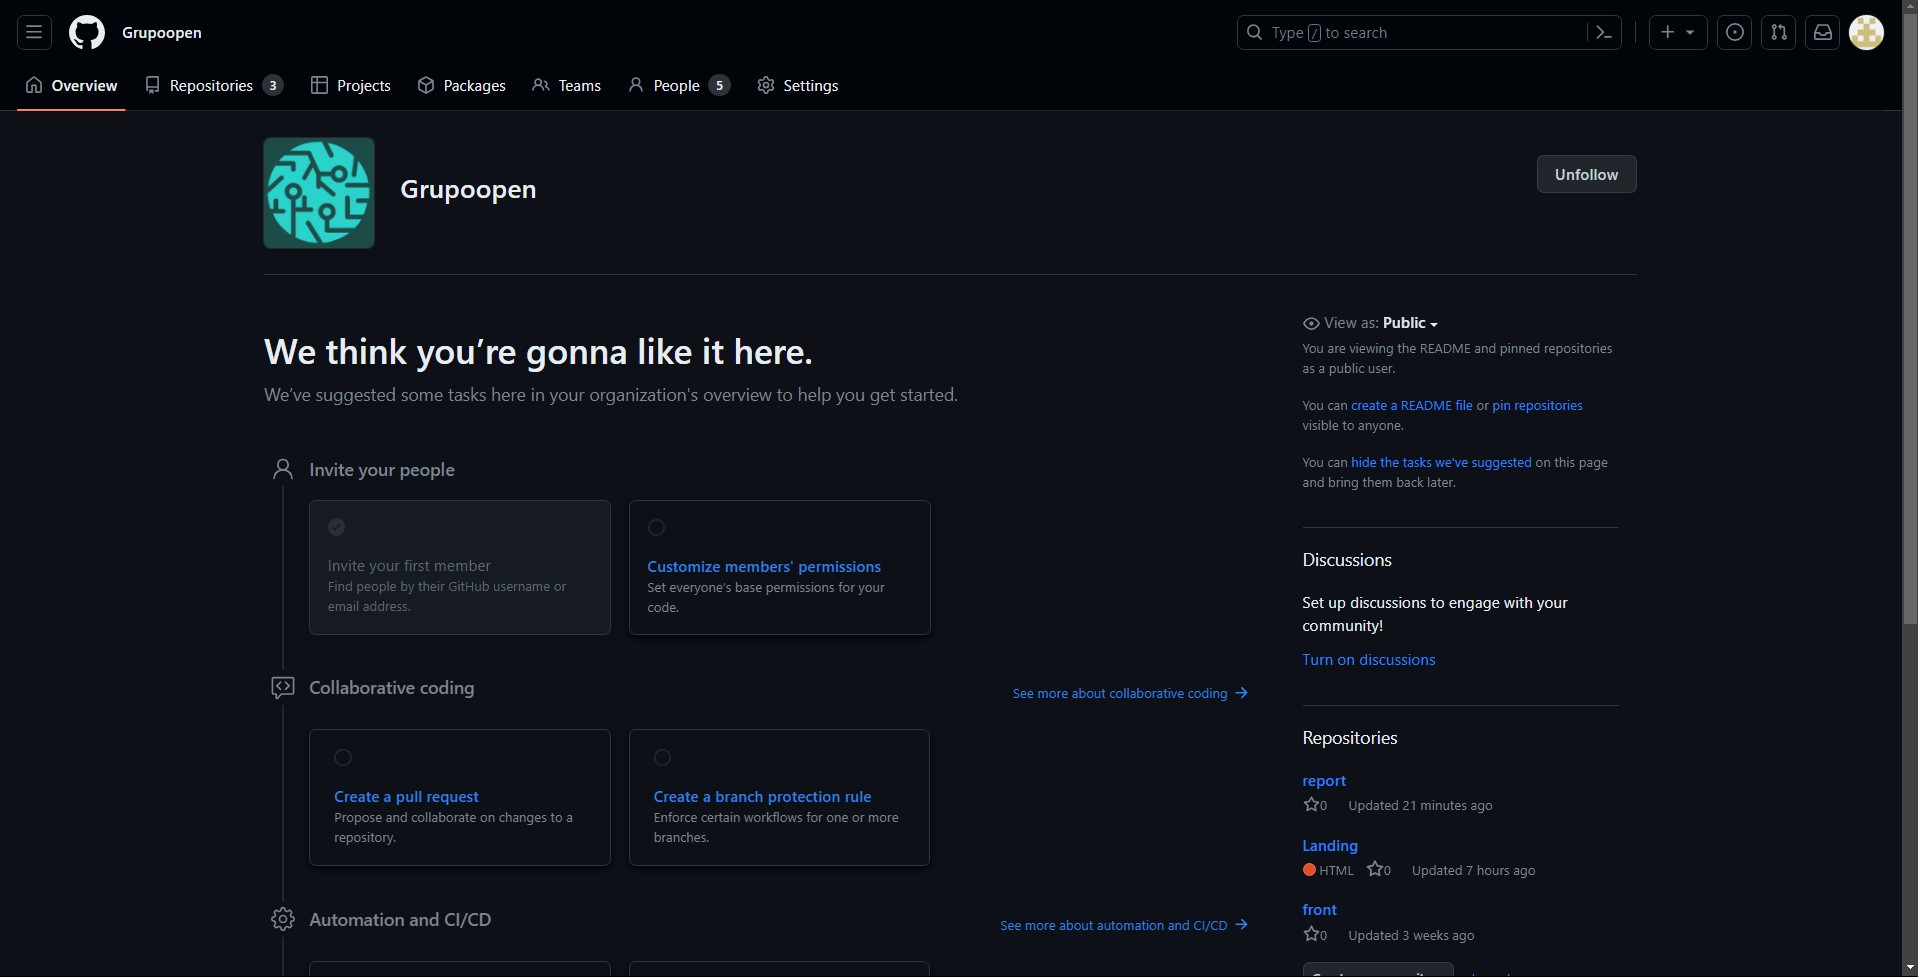 Grupoopen
Type / to search
Overview
Repositories 3
Projects
Packages
Teams
People 5
Settings
Grupoopen
Unfollow
We think you’re gonna like it here.
We’ve suggested some tasks here in your organization's overview to help you get started.
Invite your people
Invite your first member
Find people by their GitHub username or
email address.
Customize members' permissions
Set everyone's base permissions for your
code.
Collaborative coding
See more about collaborative coding →
Create a pull request
Propose and collaborate on changes to a
repository.
Create a branch protection rule
Enforce certain workflows for one or more
branches.
Automation and CI/CD
See more about automation and CI/CD →
View as: Public
You are viewing the README and pinned repositories
as a public user.
You can create a README file or pin repositories
visible to anyone.
You can hide the tasks we've suggested on this page
and bring them back later.
Discussions
Set up discussions to engage with your
community!
Turn on discussions
Repositories
report
0 Updated 21 minutes ago
Landing
HTML 0 Updated 7 hours ago
front
0 Updated 3 weeks ago